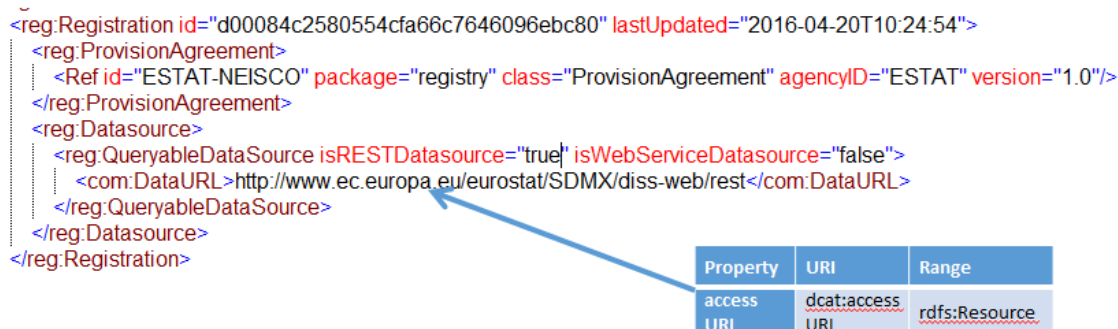 <reg:Registration id="d00084c2580554cfa66c7646096ebc80" lastUpdated="2016-04-20T10:24:54">
<reg:ProvisionAgreement>
<Ref id="ESTAT-NEISCO" package="registry" class="ProvisionAgreement" agencyID="ESTAT" version="1.0"/>
</reg:ProvisionAgreement>
<reg:Datasource>
<reg:QueryableDataSource isRESTDatasource="true" isWebServiceDatasource="false">
<com:DataURL>http://www.ec.europa.eu/eurostat/SDMX/diss-web/rest</com:DataURL>
</reg:QueryableDataSource>
</reg:Datasource>
</reg:Registration>
Property URI Range
access dcat:access rdfs:Resource
URL URL